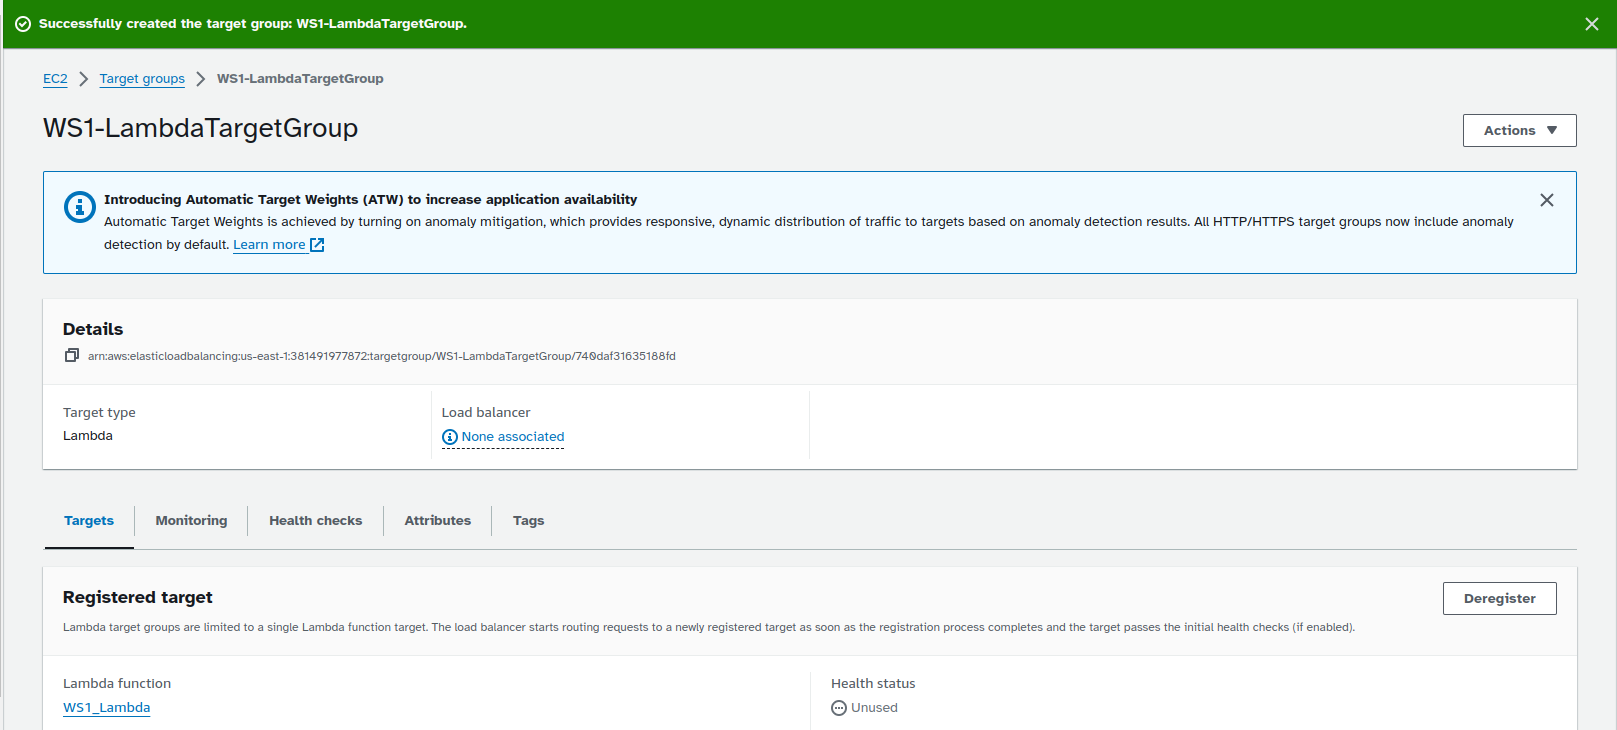 Successfully created the target group: WS1-LambdaTargetGroup.
EC2 > Target groups > WS1-LambdaTargetGroup
WS1-LambdaTargetGroup
Actions
Introducing Automatic Target Weights (ATW) to increase application availability
Automatic Target Weights is achieved by turning on anomaly mitigation, which provides responsive, dynamic distribution of traffic to targets based on anomaly detection results. All HTTP/HTTPS target groups now include anomaly
detection by default. Learn more
Details
arn:aws:elasticloadbalancing:us-east-1:381491977872:targetgroup/WS1-LambdaTargetGroup/740daf31635188fd
Target type
Lambda
Load balancer
None associated
Targets
Monitoring
Health checks
Attributes
Tags
Registered target
Deregister
Lambda target groups are limited to a single Lambda function target. The load balancer starts routing requests to a newly registered target as soon as the registration process completes and the target passes the initial health checks (if enabled).
Lambda function
WS1_Lambda
Health status
Unused